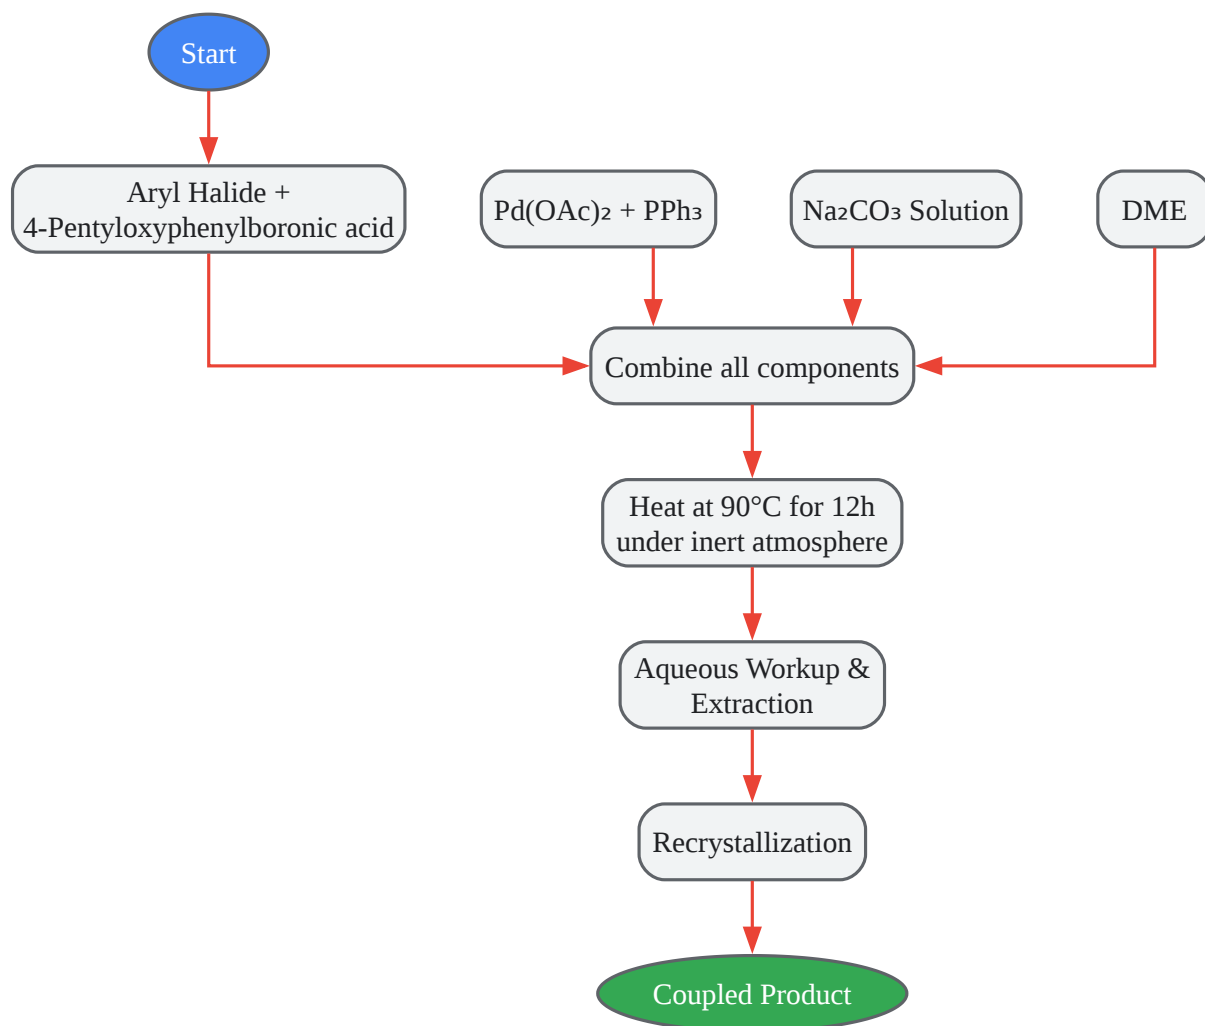 Start
Aryl Halide +
4-Pentyloxyphenylboronic acid
Pd(OAc)₂ + PPh₃
Na₂CO₃ Solution
DME
Combine all components
Heat at 90°C for 12h
under inert atmosphere
Aqueous Workup &
Extraction
Recrystallization
Coupled Product